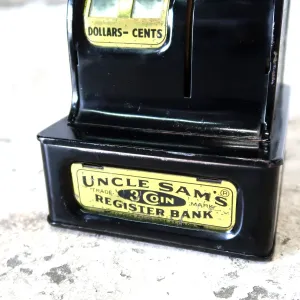 DOLLARS- CENTS
UNCLE SAM'S®
TRADE 3 COIN MARK
REGISTER BANK